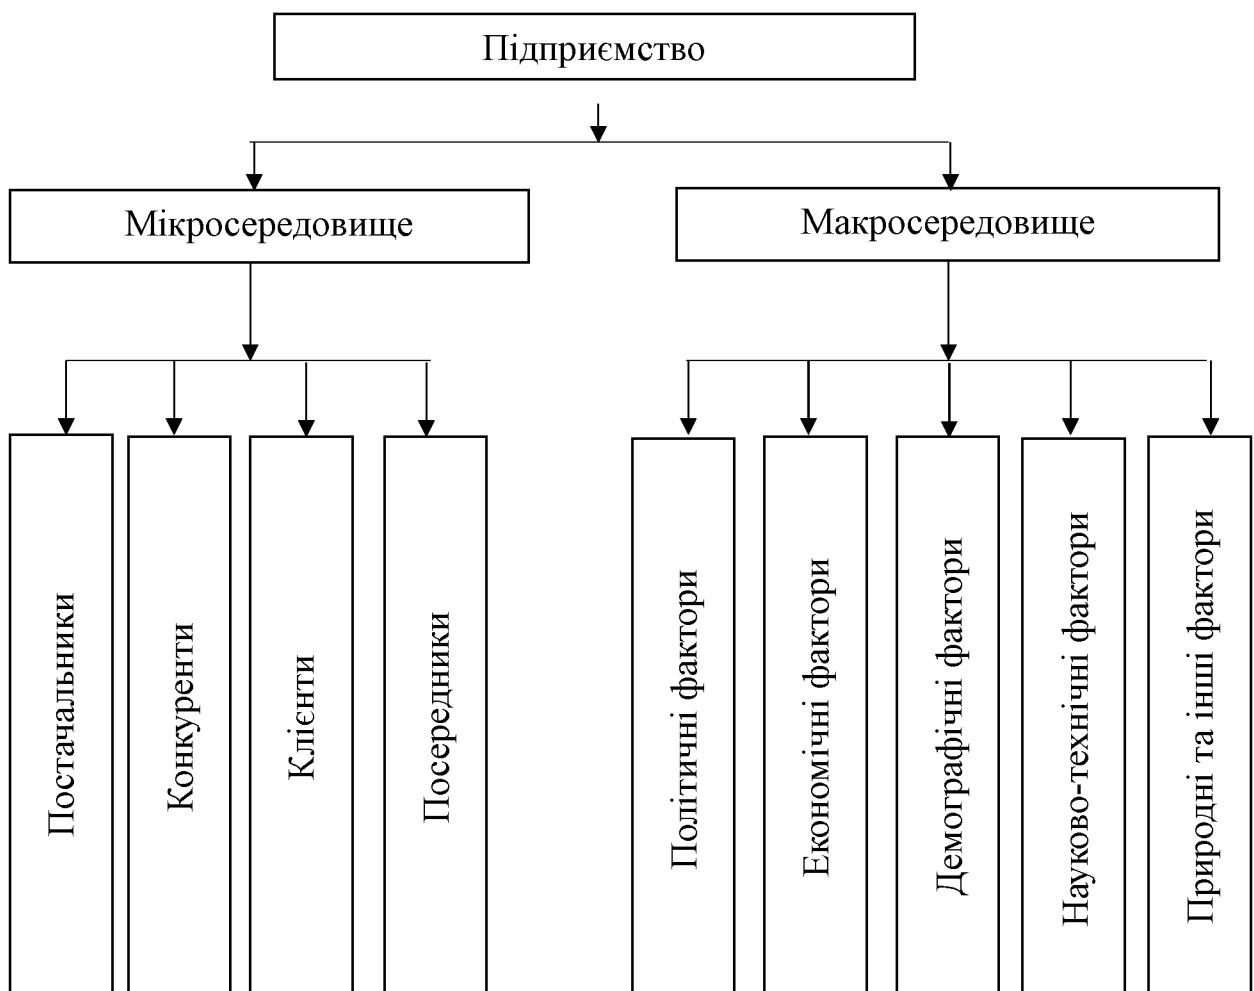 Підприємство
Мікросередовище
Макросередовище
Постачальники
Конкуренти
Клієнти
Посередники
Політичні фактори
Економічні фактори
Демографічні фактори
Науково-технічні фактори
Природні та інші фактори